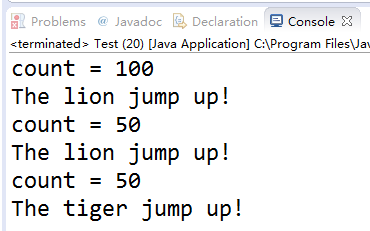 Problems @ Javadoc Declaration Console
<terminated> Test (20) [Java Application] C:\Program Files\Jav
count = 100
The lion jump up!
count = 50
The lion jump up!
count = 50
The tiger jump up!